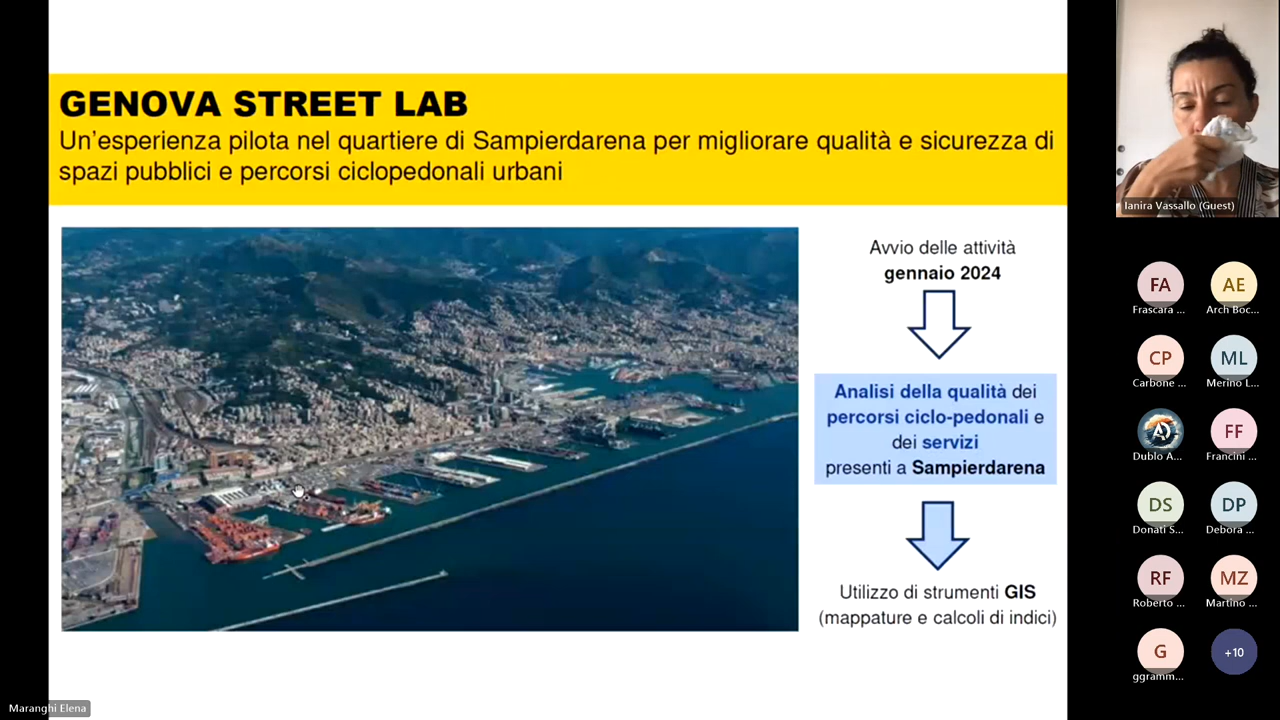 GENOVA STREET LAB
Un'esperienza pilota nel quartiere di Sampierdarena per migliorare qualità e sicurezza di
spazi pubblici e percorsi ciclopedonali urbani
Avvio delle attività
gennaio 2024
Analisi della qualità dei
percorsi ciclo-pedonali e
dei servizi
presenti a Sampierdarena
Utilizzo di strumenti GIS
(mappature e calcoli di indici)
Ianira Vassallo (Guest)
FA
AE
Frascara ...
Arch Boc...
CP
ML
Carbone ...
Merino L...
FF
Dublo A...
Francini ...
DS
DP
Donati S...
Debora ...
RF
MZ
Roberto ...
Martino ...
G
+10
ggramm...
Maranghi Elena